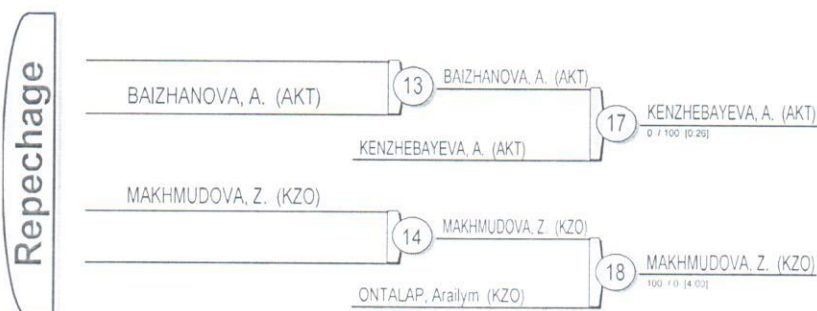 Repechage
BAIZHANOVA, A. (AKT)
13
BAIZHANOVA, A. (AKT)
KENZHEBAYEVA, A. (AKT)
17
KENZHEBAYEVA, A. (AKT)
0 / 100 [0:26]
MAKHMUDOVA, Z. (KZO)
14
MAKHMUDOVA, Z. (KZO)
ONTALAP, Arailym (KZO)
18
MAKHMUDOVA, Z. (KZO)
100 / 0 [4:00]